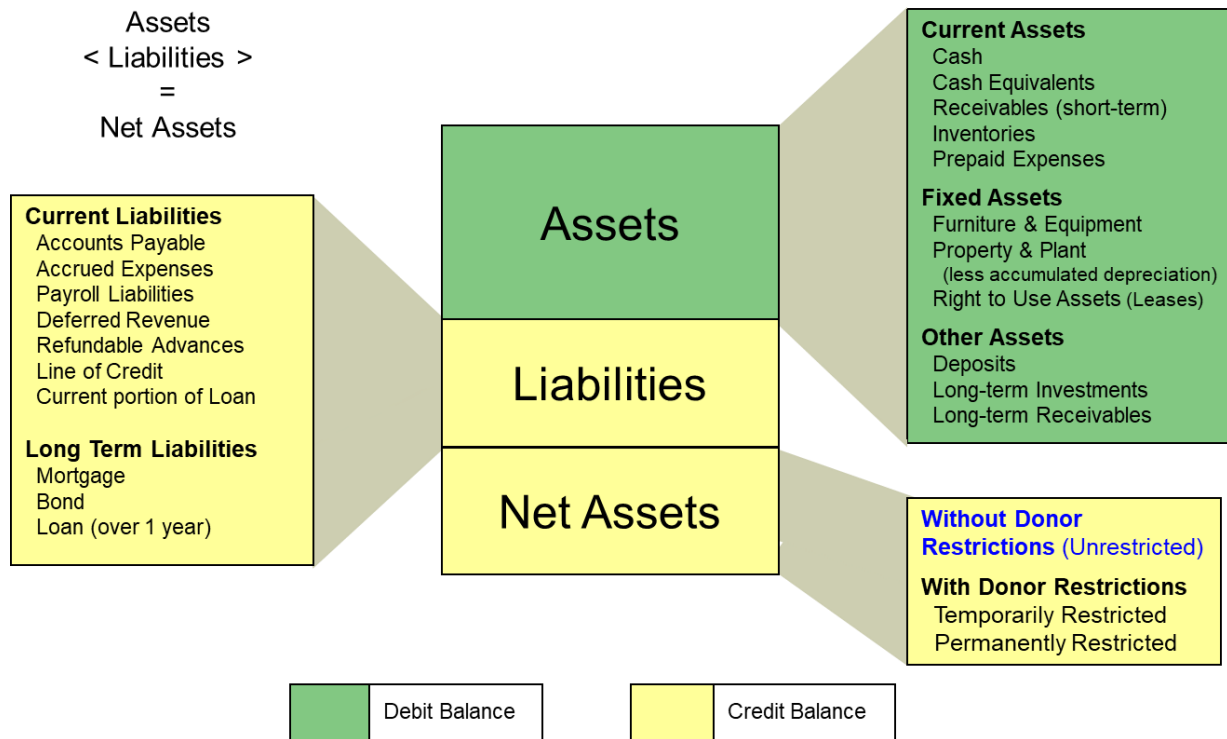 Assets
< Liabilities >
=
Net Assets
Current Liabilities
Accounts Payable
Accrued Expenses
Payroll Liabilities
Deferred Revenue
Refundable Advances
Line of Credit
Current portion of Loan
Long Term Liabilities
Mortgage
Bond
Loan (over 1 year)
Assets
Liabilities
Net Assets
Current Assets
Cash
Cash Equivalents
Receivables (short-term)
Inventories
Prepaid Expenses
Fixed Assets
Furniture & Equipment
Property & Plant
(less accumulated depreciation)
Right to Use Assets (Leases)
Other Assets
Deposits
Long-term Investments
Long-term Receivables
Without Donor
Restrictions (Unrestricted)
With Donor Restrictions
Temporarily Restricted
Permanently Restricted
Debit Balance
Credit Balance